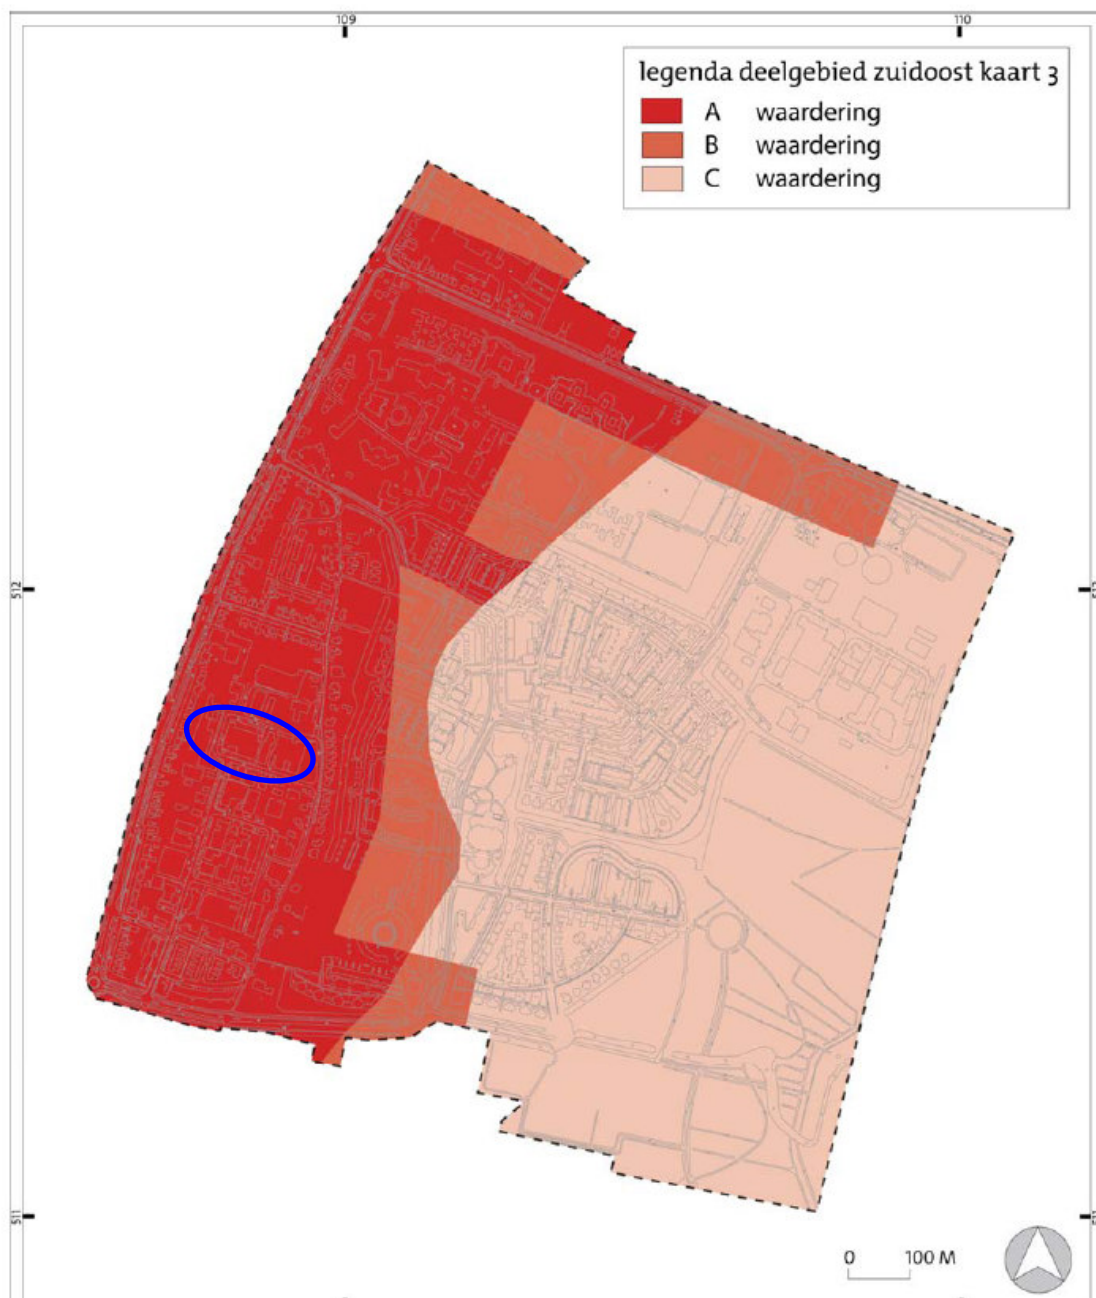 109
110
legenda deelgebied zuidoost kaart 3
A waardering
B waardering
C waardering
512
511
0 100 M